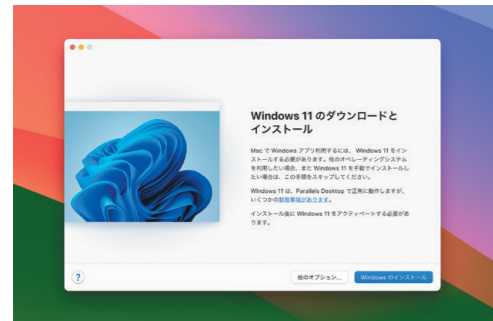 Windows 11 のダウンロードと
インストール
Mac で Windows アプリ利用するには、 Windows 11 をイン
ストールする必要があります。他のオペレーティングシステム
を利用したい場合、また Windows 11 を手動でインストールし
たい場合は、この手順をスキップしてください。
Windows 11 は、Parallels Desktop で正常に動作しますが、
いくつかの制限事項があります。
インストール後に Windows 11 をアクティベートする必要があ
ります。
?
他のオプション...
Windows のインストール